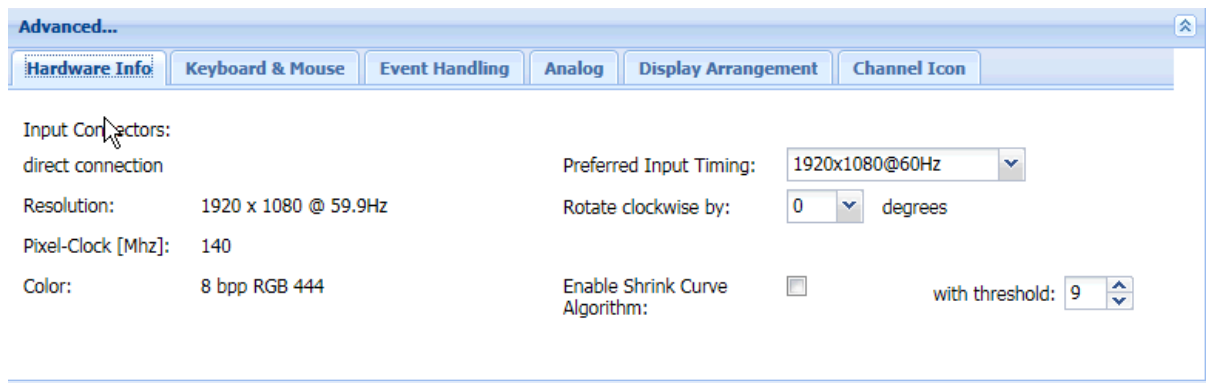 Advanced...
Hardware Info Keyboard & Mouse Event Handling Analog Display Arrangement Channel Icon
Input Connectors:
direct connection Preferred Input Timing: 1920x1080@60Hz
Resolution: 1920 x 1080 @ 59.9Hz Rotate clockwise by: 0 degrees
Pixel-Clock [Mhz]: 140
Color: 8 bpp RGB 444 Enable Shrink Curve Algorithm: with threshold: 9